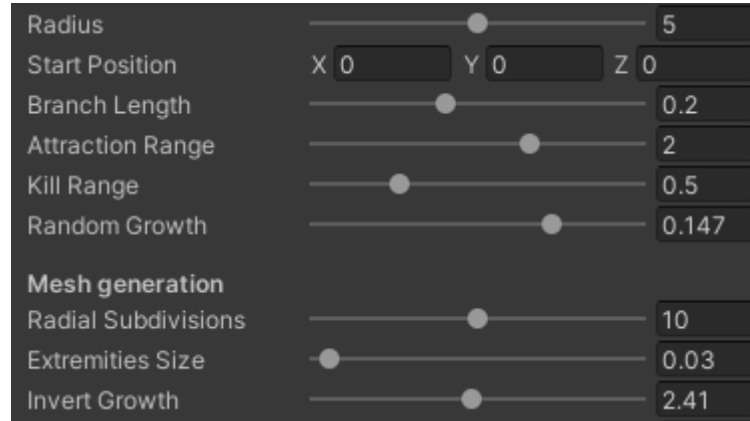 Radius 5
Start Position X 0 Y 0 Z 0
Branch Length 0.2
Attraction Range 2
Kill Range 0.5
Random Growth 0.147
Mesh generation
Radial Subdivisions 10
Extremities Size 0.03
Invert Growth 2.41